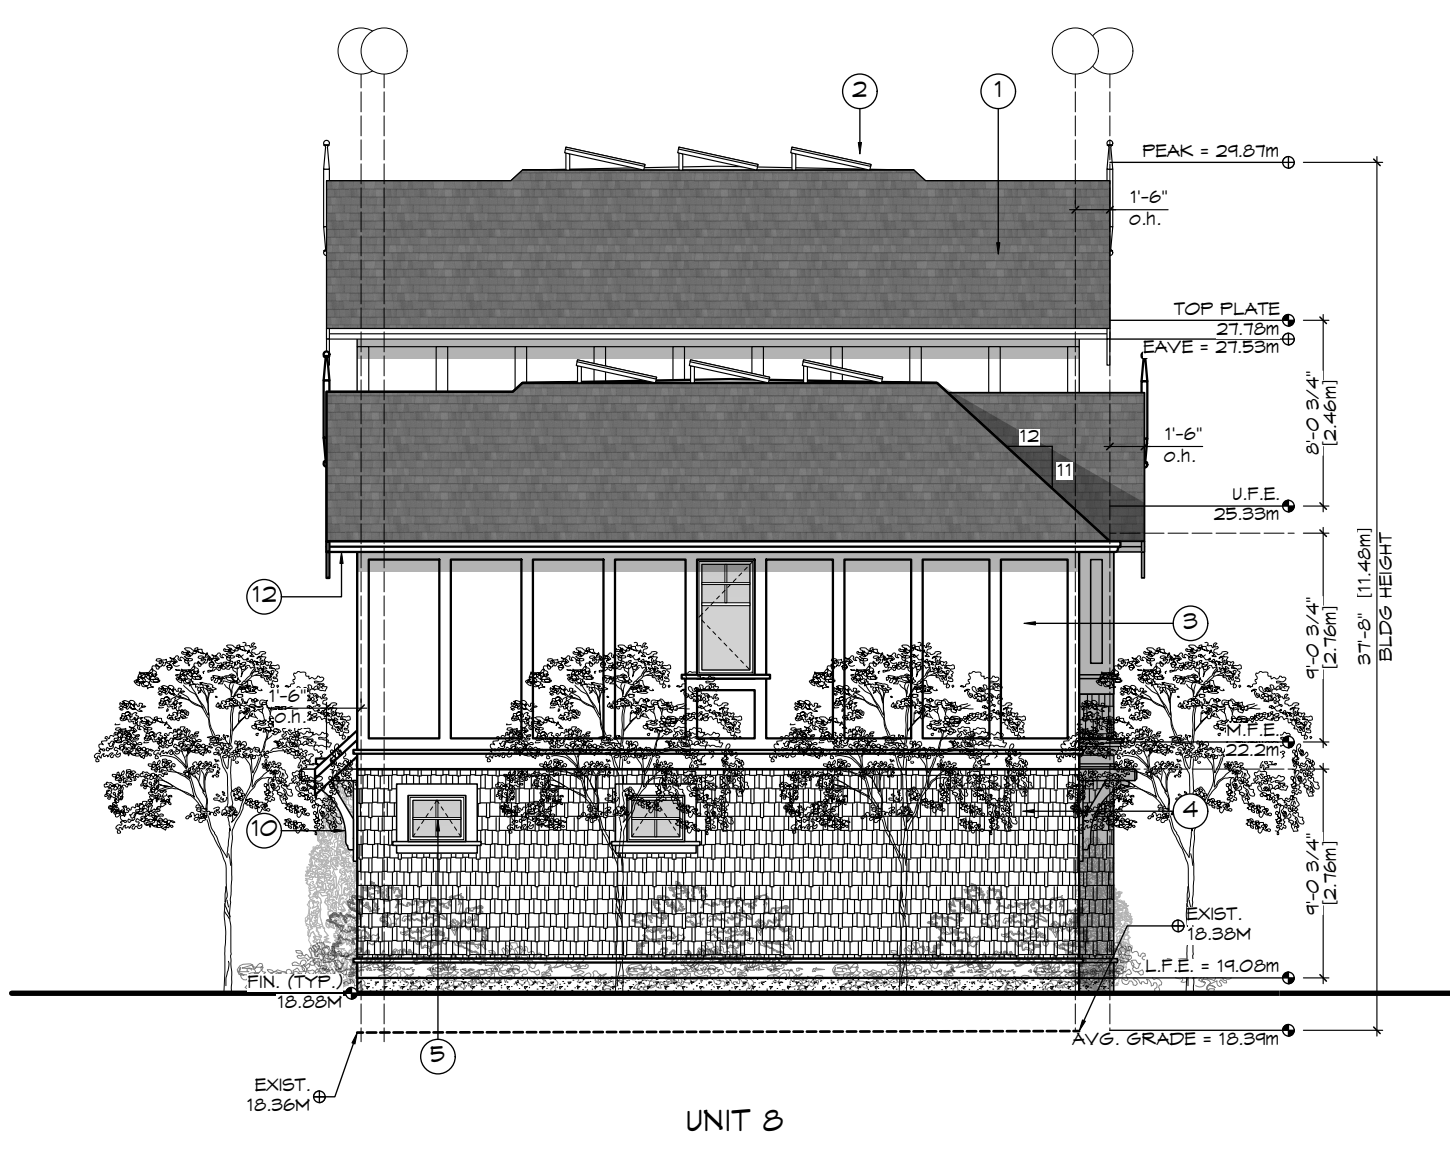 2
1
PEAK = 29.87m
1'-6"
o.h.
TOP PLATE
27.78m
EAVE = 27.53m
8'-0 3/4"
[2.46m]
12
11
1'-6"
o.h.
U.F.E.
25.33m
37'-8" [11.48m]
BLDG HEIGHT
12
3
9'-0 3/4"
[2.76m]
1'-6"
o.h.
M.F.E.
22.2m
10
4
9'-0 3/4"
[2.76m]
EXIST.
18.38M
L.F.E. = 19.08m
FIN. (TYP.)
18.88M
5
AVG. GRADE = 18.39m
EXIST.
18.36M
UNIT 8